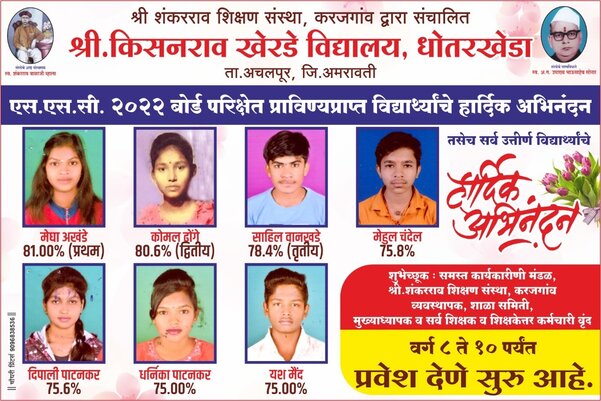 श्री शंकरराव शिक्षण संस्था, करजगांव द्वारा संचालित
श्री.किसनराव खेरडे विद्यालय, धोतरखेडा
ता.अचलपूर, जि.अमरावती
एस.एस.सी. २०२२ बोर्ड परिक्षेत प्राविण्यप्राप्त विद्यार्थ्यांचे हार्दिक अभिनंदन
तसेच सर्व उत्तीर्ण विद्यार्थ्यांचे
हार्दिक
अभिनंदन
मेघा अखंडे
81.00% (प्रथम)
कोमल होंगे
80.6% (द्वितीय)
साहिल वानखडे
78.4% (तृतीय)
मेहुल चंदेल
75.8%
दिपाली पाटनकर
75.6%
धर्निका पाटनकर
75.00%
यश मैंद
75.00%
शुभेच्छूक : समस्त कार्यकारीणी मंडळ,
श्री.शंकरराव शिक्षण संस्था, करजगांव
व्यवस्थापक, शाळा समिती,
मुख्याध्यापक व सर्व शिक्षक व शिक्षकेत्तर कर्मचारी वृंद
वर्ग ८ ते १० पर्यंत
प्रवेश देणे सुरु आहे.